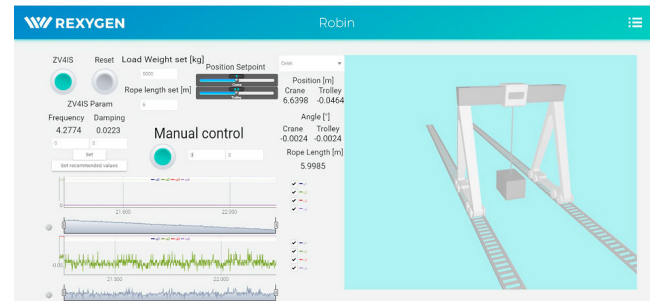 REXYGEN
Robin
ZV4IS Reset
Load Weight set [kg]
5000
Position Setpoint
Crane
Trolley
Rope length set [m]
6
ZV4IS Param
Frequency Damping
4.2774 0.0223
0 0
Set
Set recommended values
Manual control
0
Position [m]
Crane Trolley
6.6398 -0.0464
Angle [°]
Crane Trolley
-0.0024 -0.0024
Rope Length [m]
5.9985
21 900 22 000
21 900 22 000